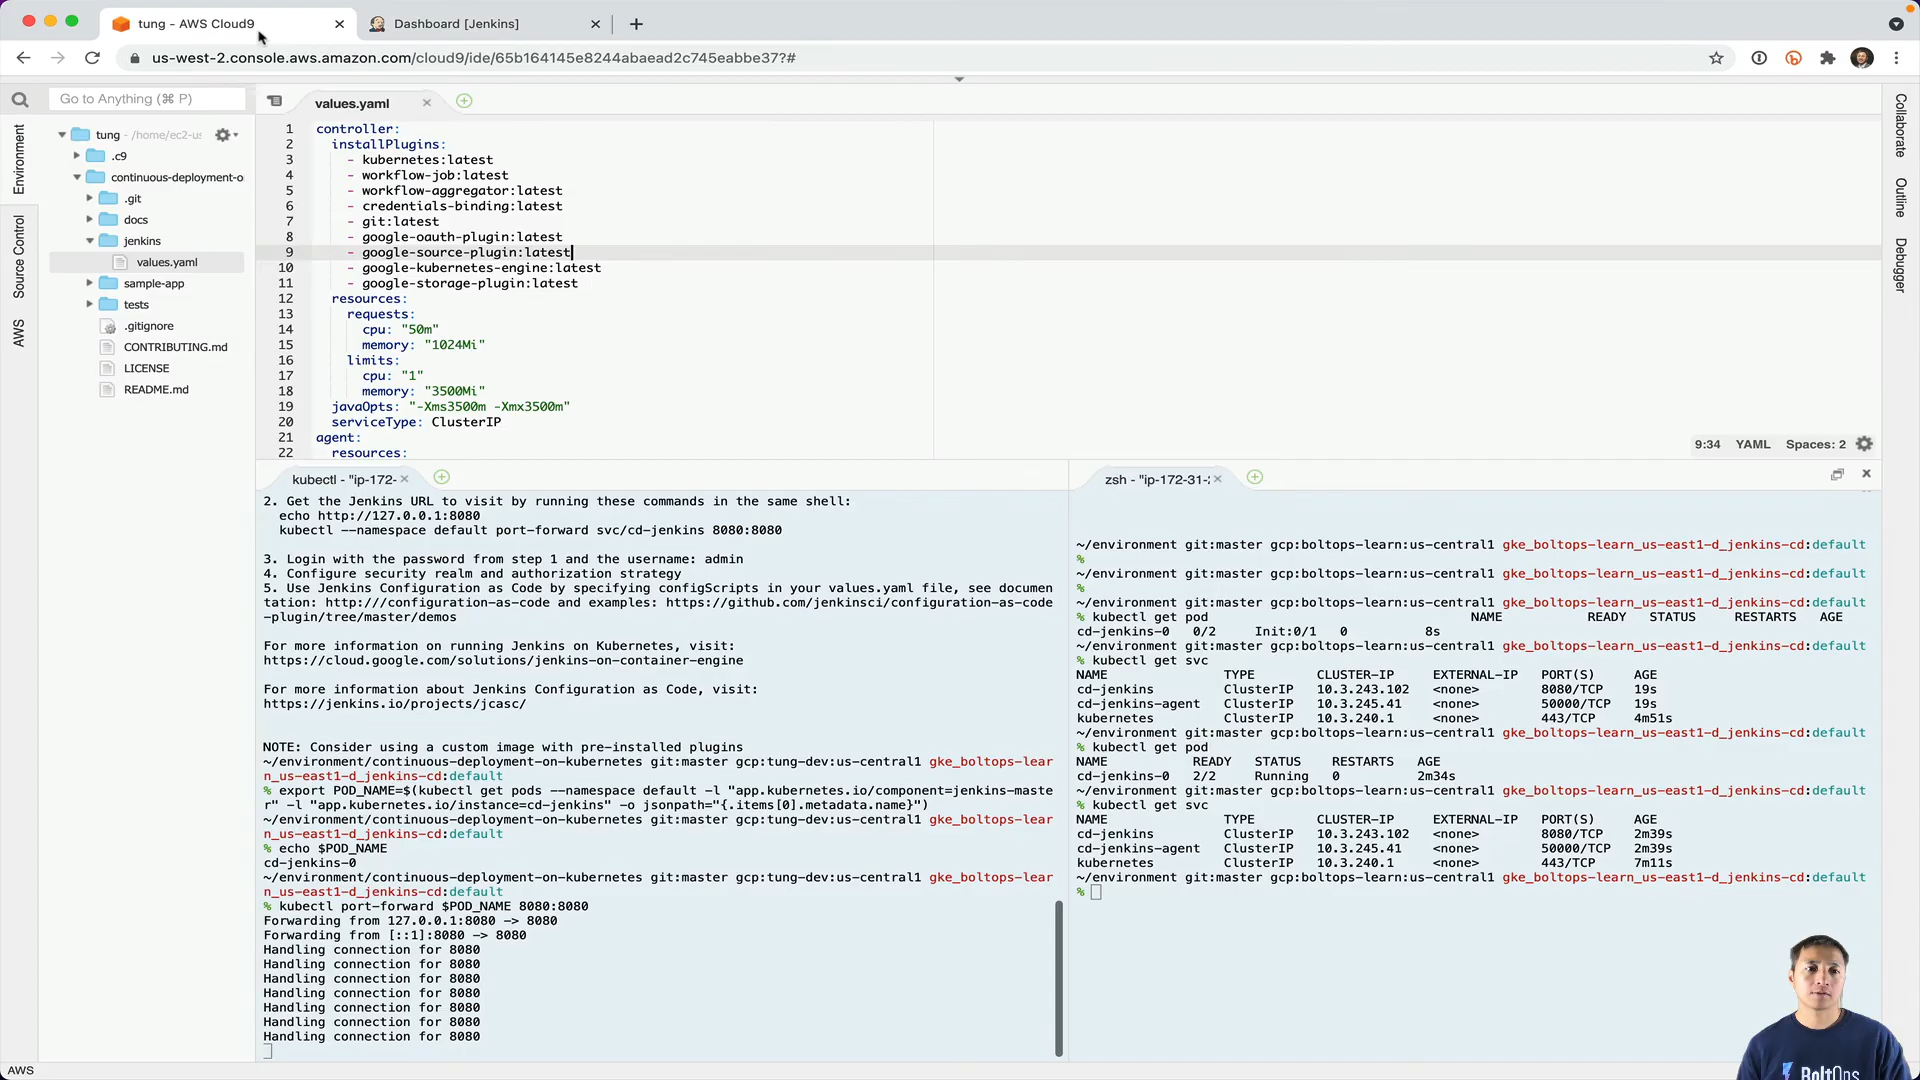 tung - AWS Cloud9
Dashboard [Jenkins]
us-west-2.console.aws.amazon.com/cloud9/ide/65b164145e8244abaead2c745eabbe37?#
Go to Anything (⌘ P)
values.yaml
Environment
Source Control
AWS
Collaborate
Outline
Debugger
tung - /home/ec2-us
.c9
continuous-deployment-o
.git
docs
jenkins
values.yaml
sample-app
tests
.gitignore
CONTRIBUTING.md
LICENSE
README.md
1 controller:
2 installPlugins:
3 - kubernetes:latest
4 - workflow-job:latest
5 - workflow-aggregator:latest
6 - credentials-binding:latest
7 - git:latest
8 - google-oauth-plugin:latest
9 - google-source-plugin:latest
10 - google-kubernetes-engine:latest
11 - google-storage-plugin:latest
12 resources:
13 requests:
14 cpu: "50m"
15 memory: "1024Mi"
16 limits:
17 cpu: "1"
18 memory: "3500Mi"
19 javaOpts: "-Xms3500m -Xmx3500m"
20 serviceType: ClusterIP
21 agent:
22 resources:
9:34 YAML Spaces: 2
kubectl - "ip-172-
2. Get the Jenkins URL to visit by running these commands in the same shell:
echo http://127.0.0.1:8080
kubectl --namespace default port-forward svc/cd-jenkins 8080:8080
3. Login with the password from step 1 and the username: admin
4. Configure security realm and authorization strategy
5. Use Jenkins Configuration as Code by specifying configScripts in your values.yaml file, see documen
tation: http:///configuration-as-code and examples: https://github.com/jenkinsci/configuration-as-code
-plugin/tree/master/demos
For more information on running Jenkins on Kubernetes, visit:
https://cloud.google.com/solutions/jenkins-on-container-engine
For more information about Jenkins Configuration as Code, visit:
https://jenkins.io/projects/jcasc/
NOTE: Consider using a custom image with pre-installed plugins
~/environment/continuous-deployment-on-kubernetes git:master gcp:tung-dev:us-central1 gke_boltops-lear
n_us-east1-d_jenkins-cd:default
% export POD_NAME=$(kubectl get pods --namespace default -l "app.kubernetes.io/component=jenkins-maste
r" -l "app.kubernetes.io/instance=cd-jenkins" -o jsonpath="{.items[0].metadata.name}")
~/environment/continuous-deployment-on-kubernetes git:master gcp:tung-dev:us-central1 gke_boltops-lear
n_us-east1-d_jenkins-cd:default
% echo $POD_NAME
cd-jenkins-0
~/environment/continuous-deployment-on-kubernetes git:master gcp:tung-dev:us-central1 gke_boltops-lear
n_us-east1-d_jenkins-cd:default
% kubectl port-forward $POD_NAME 8080:8080
Forwarding from 127.0.0.1:8080 -> 8080
Forwarding from [::1]:8080 -> 8080
Handling connection for 8080
Handling connection for 8080
Handling connection for 8080
Handling connection for 8080
Handling connection for 8080
Handling connection for 8080
Handling connection for 8080
zsh - "ip-172-31-
~/environment git:master gcp:boltops-learn:us-central1 gke_boltops-learn_us-east1-d_jenkins-cd:default
%
~/environment git:master gcp:boltops-learn:us-central1 gke_boltops-learn_us-east1-d_jenkins-cd:default
%
~/environment git:master gcp:boltops-learn:us-central1 gke_boltops-learn_us-east1-d_jenkins-cd:default
% kubectl get pod NAME READY STATUS RESTARTS AGE
cd-jenkins-0 0/2 Init:0/1 0 8s
~/environment git:master gcp:boltops-learn:us-central1 gke_boltops-learn_us-east1-d_jenkins-cd:default
% kubectl get svc
NAME TYPE CLUSTER-IP EXTERNAL-IP PORT(S) AGE
cd-jenkins ClusterIP 10.3.243.102 <none> 8080/TCP 19s
cd-jenkins-agent ClusterIP 10.3.245.41 <none> 50000/TCP 19s
kubernetes ClusterIP 10.3.240.1 <none> 443/TCP 4m51s
~/environment git:master gcp:boltops-learn:us-central1 gke_boltops-learn_us-east1-d_jenkins-cd:default
% kubectl get pod
NAME READY STATUS RESTARTS AGE
cd-jenkins-0 2/2 Running 0 2m34s
~/environment git:master gcp:boltops-learn:us-central1 gke_boltops-learn_us-east1-d_jenkins-cd:default
% kubectl get svc
NAME TYPE CLUSTER-IP EXTERNAL-IP PORT(S) AGE
cd-jenkins ClusterIP 10.3.243.102 <none> 8080/TCP 2m39s
cd-jenkins-agent ClusterIP 10.3.245.41 <none> 50000/TCP 2m39s
kubernetes ClusterIP 10.3.240.1 <none> 443/TCP 7m11s
~/environment git:master gcp:boltops-learn:us-central1 gke_boltops-learn_us-east1-d_jenkins-cd:default
%
BoltOps
AWS